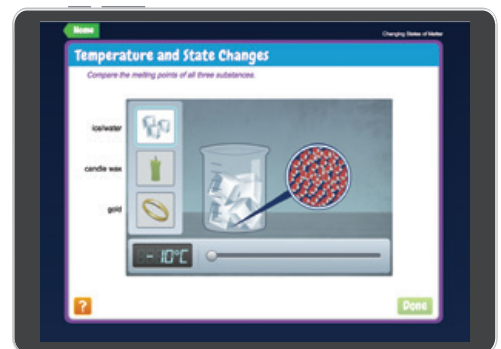 Home
Changing States of Matter
Temperature and State Changes
Compare the melting points of all three substances.
ice/water
candle wax
gold
-10°C
?
Done